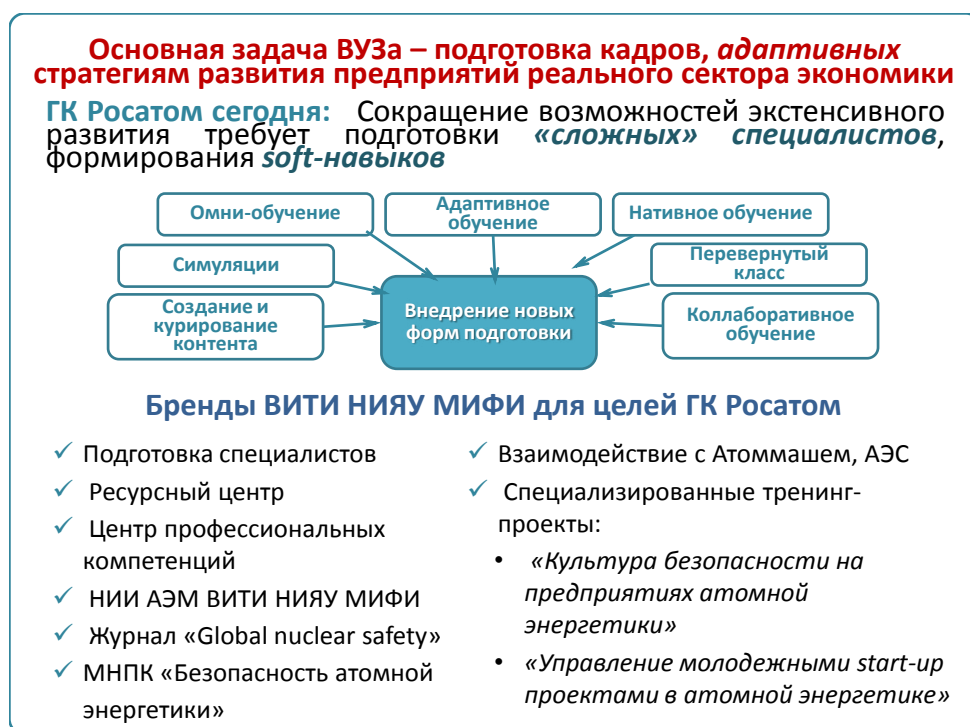 Основная задача ВУЗа – подготовка кадров, адаптивных
стратегиям развития предприятий реального сектора экономики
ГК Росатом сегодня: Сокращение возможностей экстенсивного
развития требует подготовки «сложных» специалистов,
формирования soft-навыков
Омни-обучение
Адаптивное
обучение
Нативное обучение
Симуляции
Перевернутый
класс
Создание и
курирование
контента
Внедрение новых
форм подготовки
Коллаборативное
обучение
Бренды ВИТИ НИЯУ МИФИ для целей ГК Росатом
✓ Подготовка специалистов
✓ Ресурсный центр
✓ Центр профессиональных
компетенций
✓ НИИ АЭМ ВИТИ НИЯУ МИФИ
✓ Журнал «Global nuclear safety»
✓ МНПК «Безопасность атомной
энергетики»
✓ Взаимодействие с Атоммашем, АЭС
✓ Специализированные тренинг-
проекты:
• «Культура безопасности на
предприятиях атомной
энергетики»
• «Управление молодежными start-up
проектами в атомной энергетике»